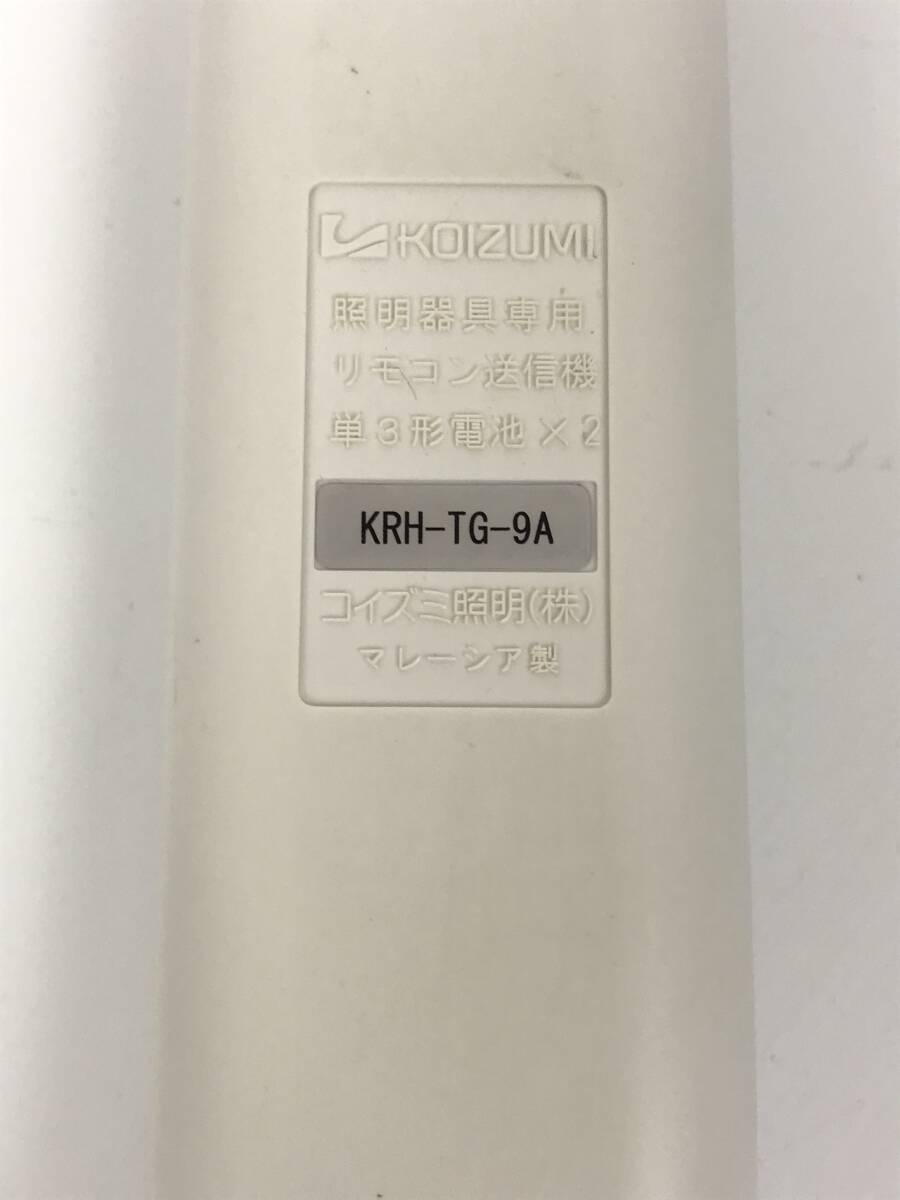 KOIZUMI
照明器具専用
リモコン送信機
単3形電池×2
KRH-TG-9A
コイズミ照明(株)
マレーシア製